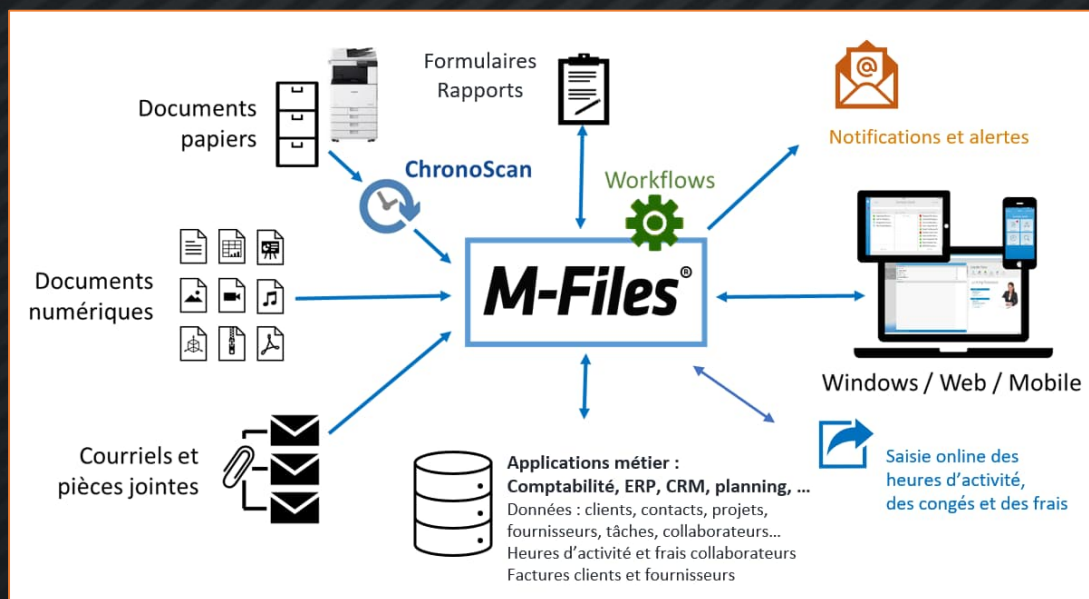 Documents
papiers
Formulaires
Rapports
@
Notifications et alertes
ChronoScan
Workflows
Documents
numériques
M-Files®
Windows / Web / Mobile
Courriels et
pièces jointes
Applications métier :
Comptabilité, ERP, CRM, planning, ...
Données : clients, contacts, projets,
fournisseurs, tâches, collaborateurs...
Heures d'activité et frais collaborateurs
Factures clients et fournisseurs
Saisie online des
heures d'activité,
des congés et des frais